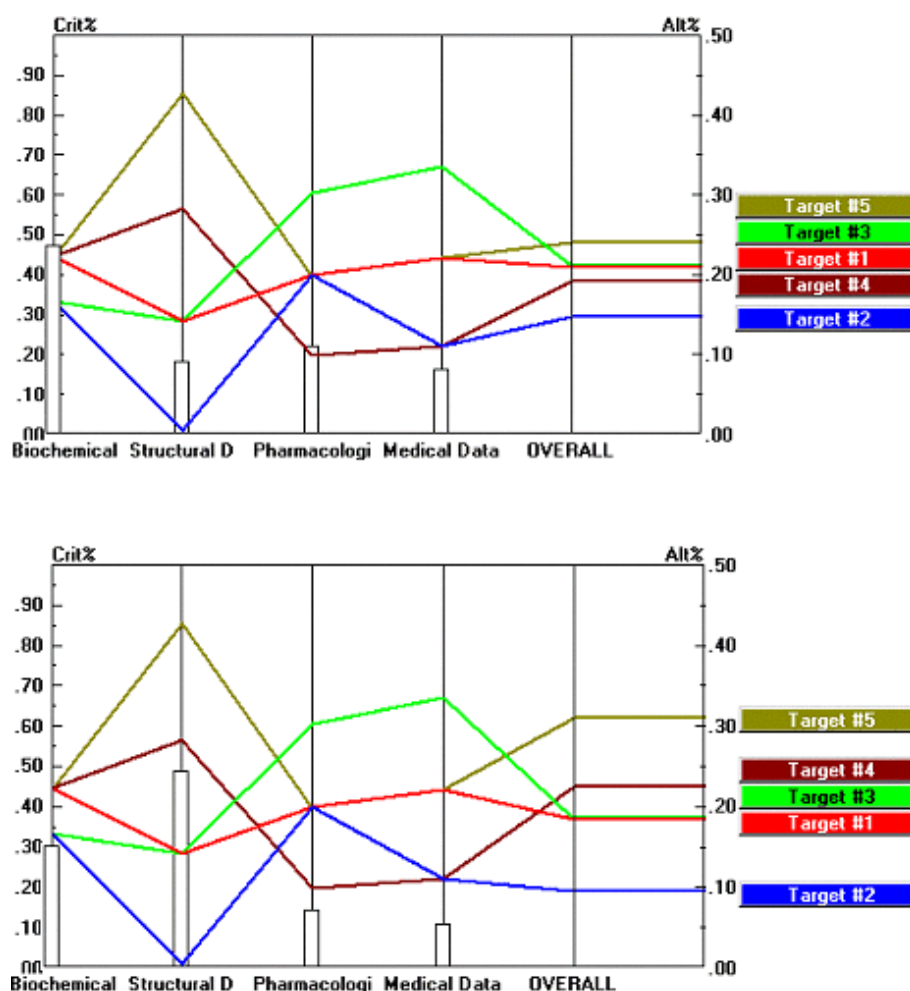 Crit% Alt%
.90
.80
.70
.60
.50
.40
.30
.20
.10
.00
.50
.40
.30
.20
.10
.00
Target #5
Target #3
Target #1
Target #4
Target #2
Biochemical Structural D Pharmacologi Medical Data OVERALL
Crit% Alt%
.90
.80
.70
.60
.50
.40
.30
.20
.10
.00
.50
.40
.30
.20
.10
.00
Target #5
Target #4
Target #3
Target #1
Target #2
Biochemical Structural D Pharmacologi Medical Data OVERALL